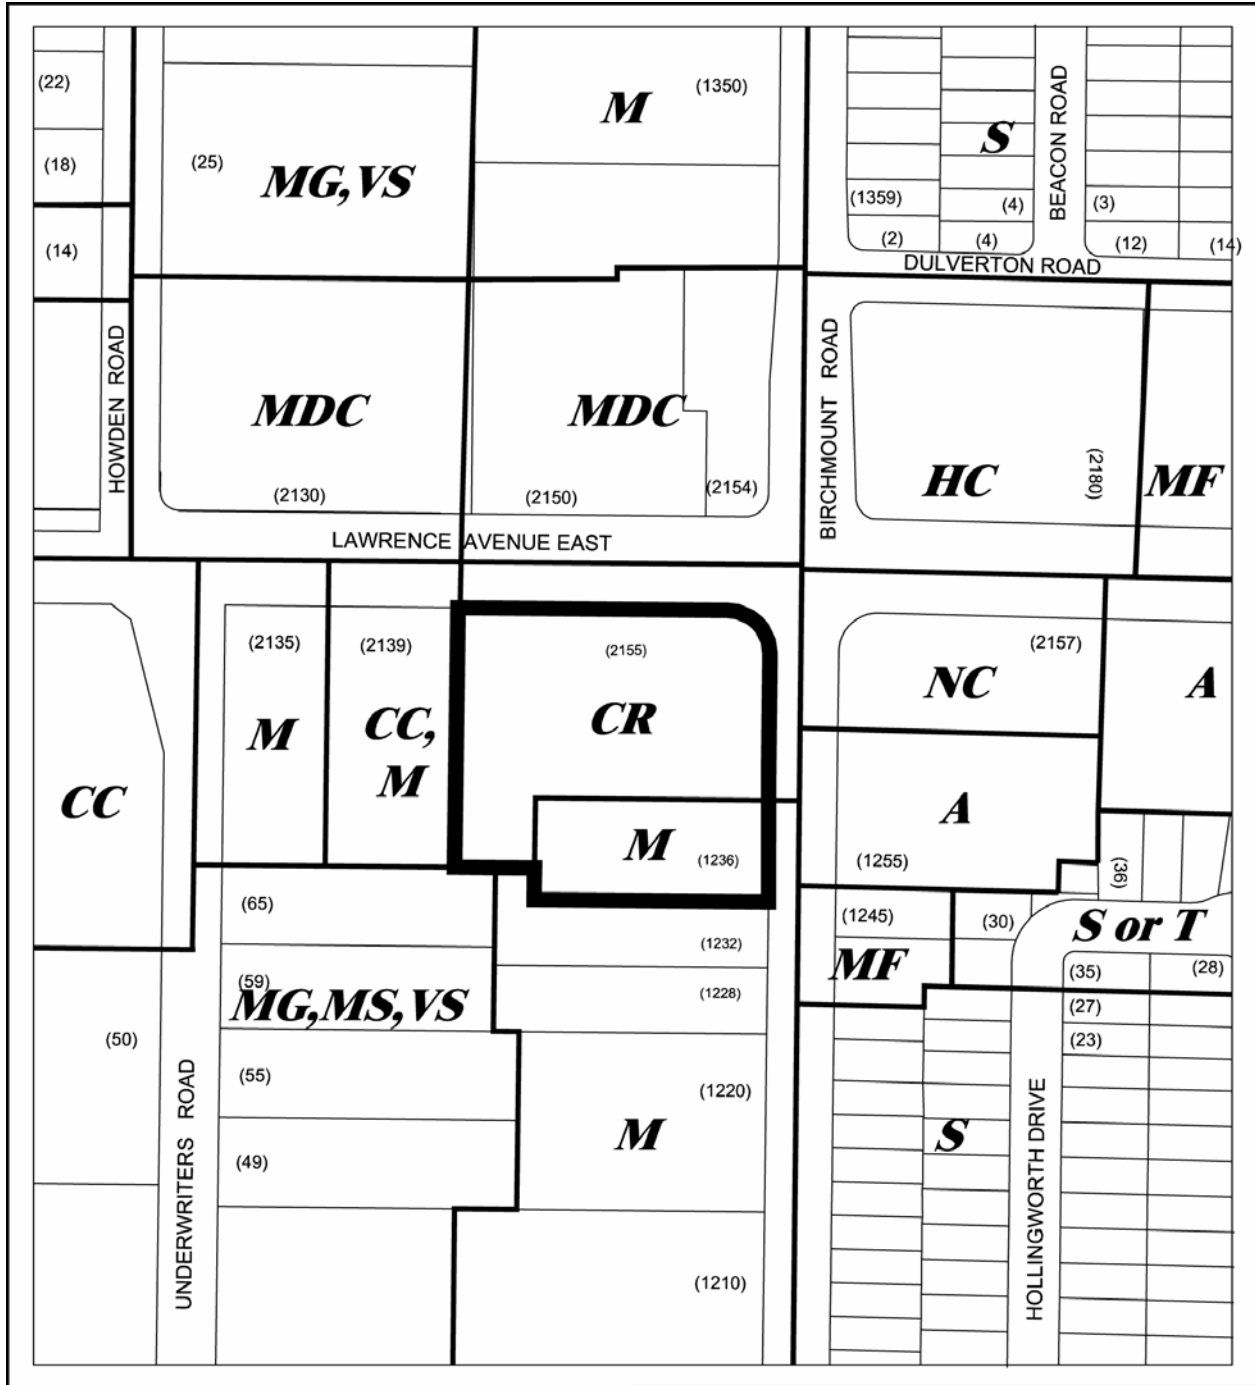 (22)
M
(1350)
(18)
(25)
MG,VS
S
BEACON ROAD
(1359)
(4)
(3)
(14)
(2)
(4)
(12)
(14)
DULVERTON ROAD
HOWDEN ROAD
MDC
MDC
BIRCHMOUNT ROAD
HC
(2180)
MF
(2130)
(2150)
(2154)
LAWRENCE AVENUE EAST
(2135)
(2139)
(2155)
(2157)
M
CC,
M
CR
NC
A
CC
M
(1236)
A
(1255)
(36)
(65)
(1232)
(1245)
(30)
S or T
MF
(35)
(28)
(59)
MG,MS,VS
(1228)
(27)
(50)
(23)
UNDERWRITERS ROAD
(55)
(1220)
M
S
HOLLINGWORTH DRIVE
(49)
(1210)